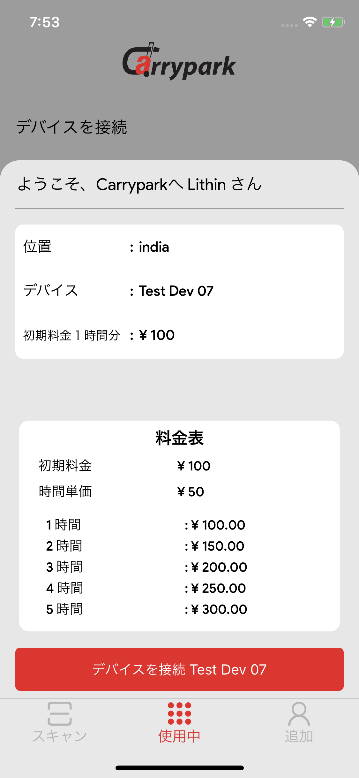 7:53
Carrypark
デバイスを接続
ようこそ、Carryparkへ Lithin さん
位置 : india
デバイス : Test Dev 07
初期料金 1 時間分 : ¥ 100
料金表
初期料金 ¥ 100
時間単価 ¥ 50
1 時間 : ¥ 100.00
2 時間 : ¥ 150.00
3 時間 : ¥ 200.00
4 時間 : ¥ 250.00
5 時間 : ¥ 300.00
デバイスを接続 Test Dev 07
スキャン 使用中 追加